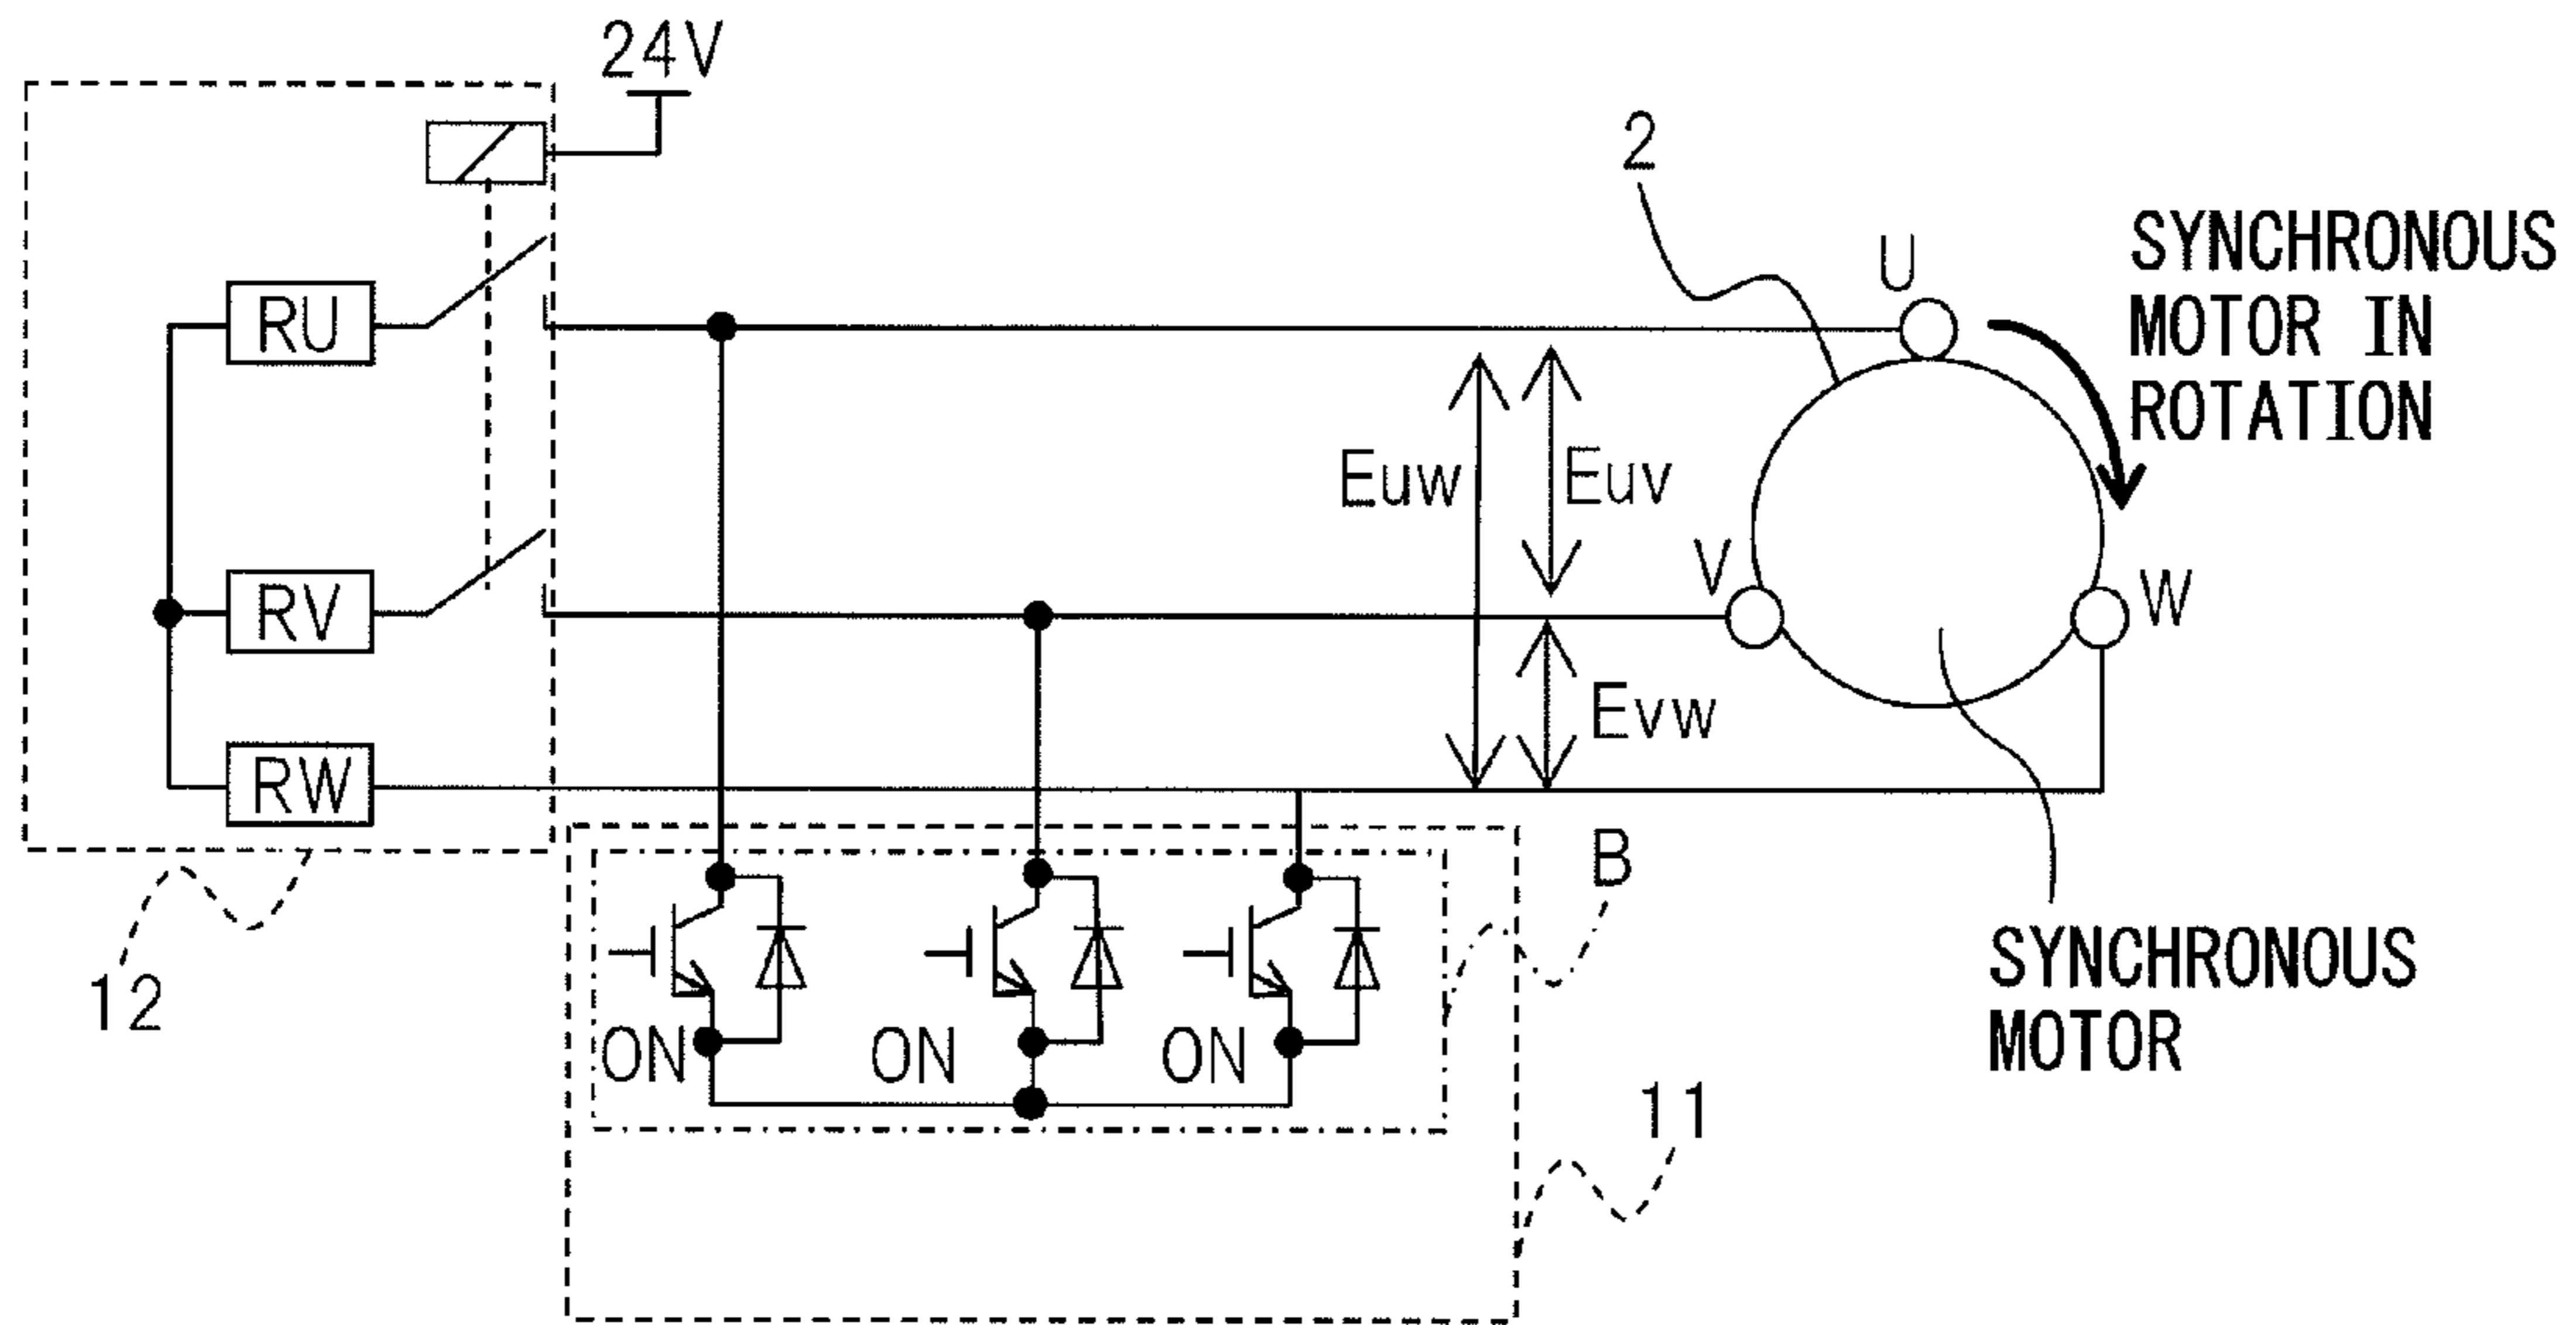 24V
2
SYNCHRONOUS
MOTOR IN
ROTATION
U
RU
Euw
Euv
V
W
RV
Evw
RW
B
12
ON
ON
ON
SYNCHRONOUS
MOTOR
11